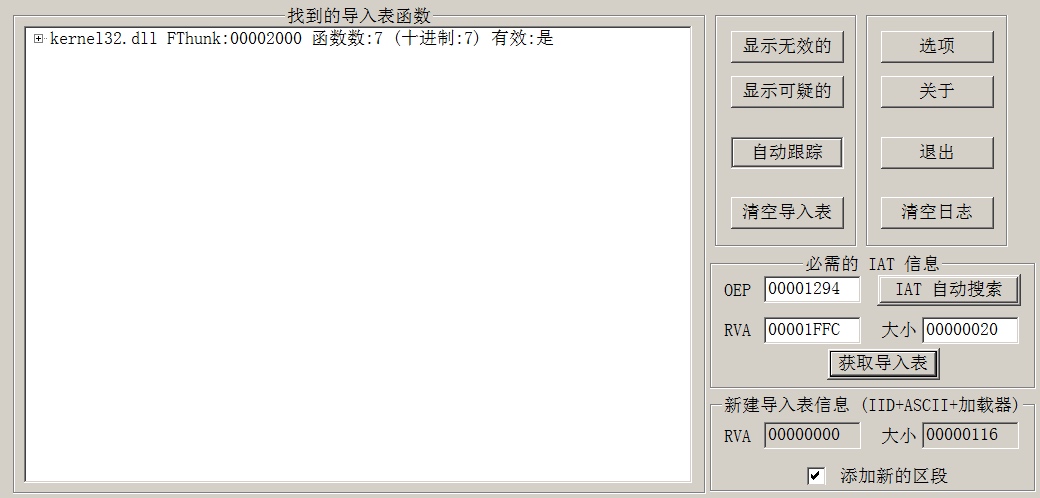 找到的导入表函数
kernel32.dll FThunk:00002000 函数数:7 (十进制:7) 有效:是
显示无效的
显示可疑的
自动跟踪
清空导入表
选项
关于
退出
清空日志
必需的 IAT 信息
OEP 00001294 IAT 自动搜索
RVA 00001FFC 大小 00000020
获取导入表
新建导入表信息 (IID+ASCII+加载器)
RVA 00000000 大小 00000116
添加新的区段